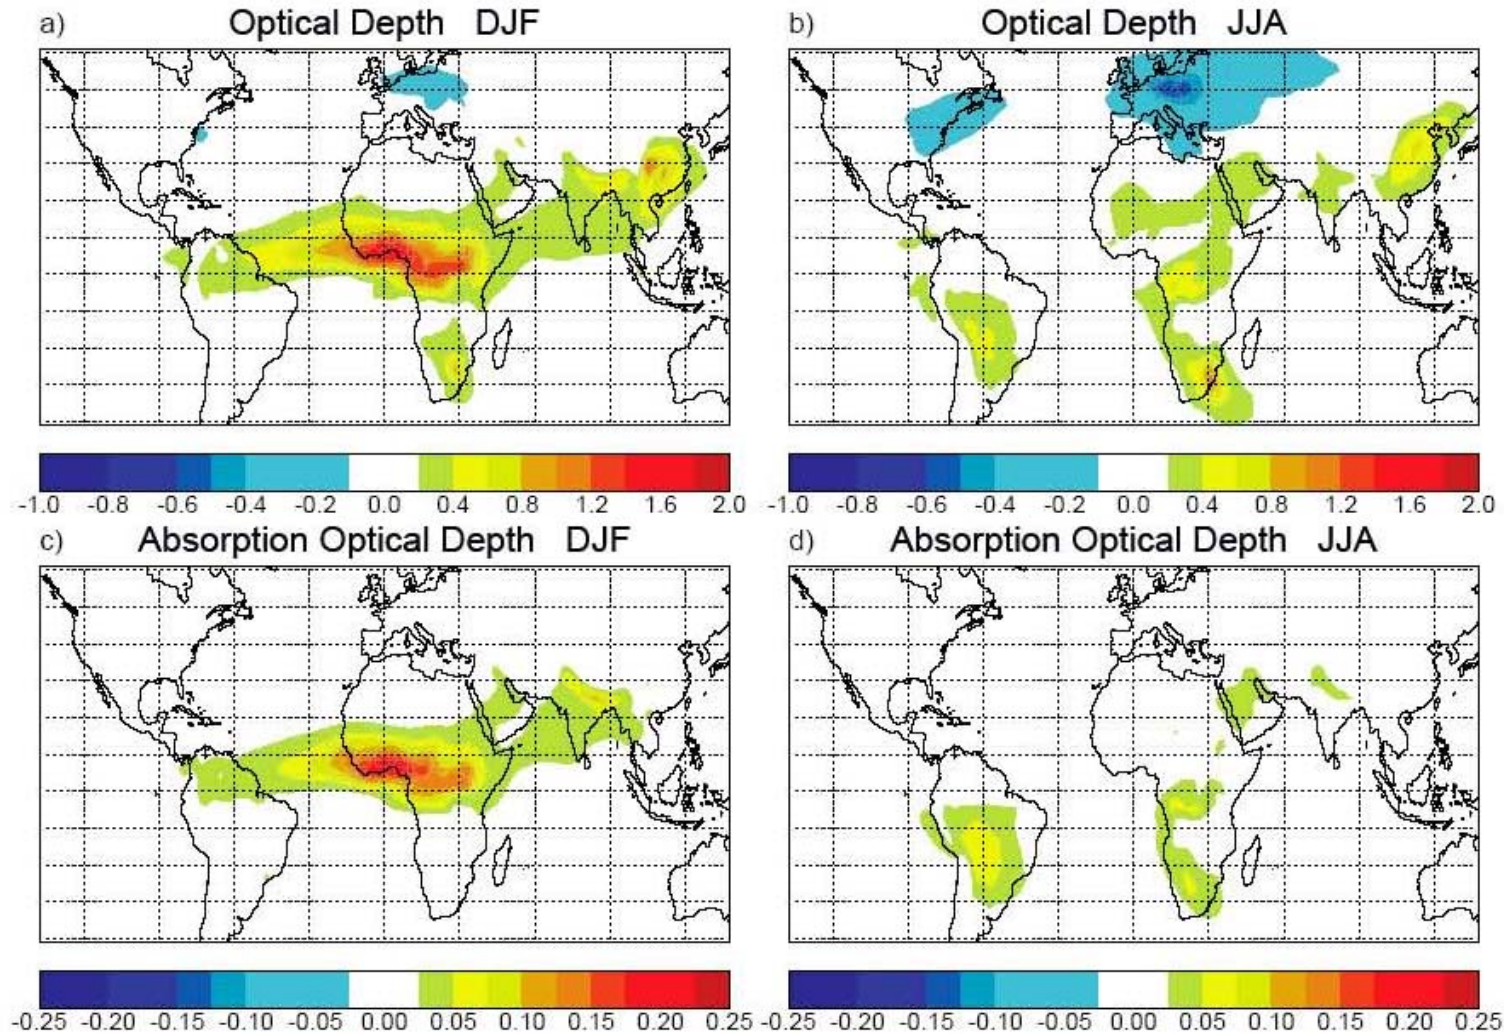 a) Optical Depth DJF
b) Optical Depth JJA
-1.0 -0.8 -0.6 -0.4 -0.2 0.0 0.4 0.8 1.2 1.6 2.0
-1.0 -0.8 -0.6 -0.4 -0.2 0.0 0.4 0.8 1.2 1.6 2.0
c) Absorption Optical Depth DJF
d) Absorption Optical Depth JJA
-0.25 -0.20 -0.15 -0.10 -0.05 0.00 0.05 0.10 0.15 0.20 0.25
-0.25 -0.20 -0.15 -0.10 -0.05 0.00 0.05 0.10 0.15 0.20 0.25